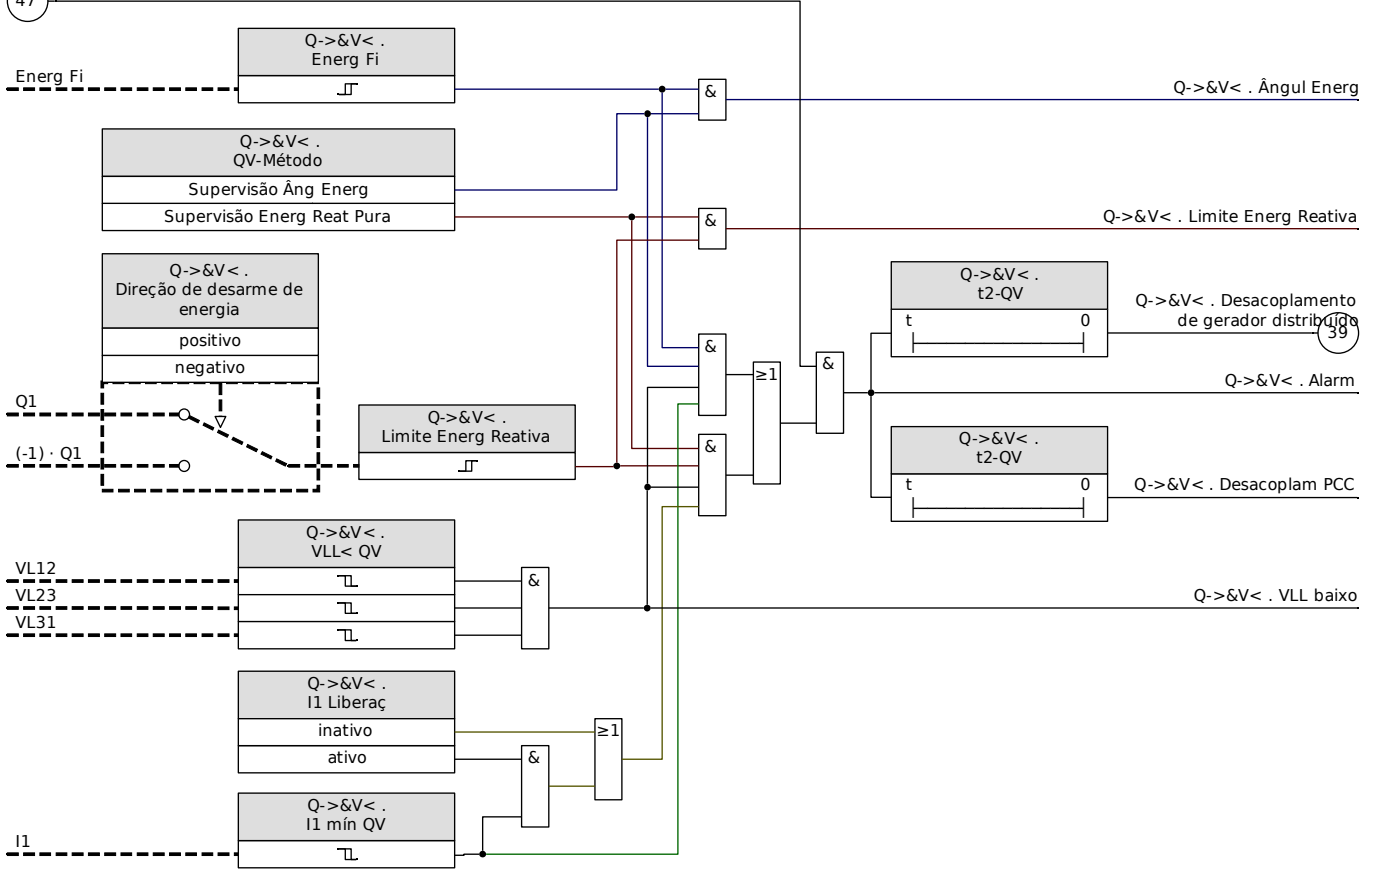 47
Q->&V< .
Energ Fi
Energ Fi
&
Q->&V< . Ângul Energ
Q->&V< .
QV-Método
Supervisão Âng Energ
Supervisão Energ Reat Pura
&
Q->&V< . Limite Energ Reativa
Q->&V< .
Direção de desarme de
energia
positivo
negativo
Q->&V< .
t2-QV
t 0
Q->&V< . Desacoplamento
de gerador distribuído
39
&
≥1
&
Q->&V< . Alarm
Q1
(-1) · Q1
Q->&V< .
Limite Energ Reativa
&
Q->&V< .
t2-QV
t 0
Q->&V< . Desacoplam PCC
Q->&V< .
VLL< QV
VL12
VL23
VL31
&
Q->&V< . VLL baixo
Q->&V< .
I1 Liberaç
inativo
ativo
&
≥1
Q->&V< .
I1 mín QV
I1